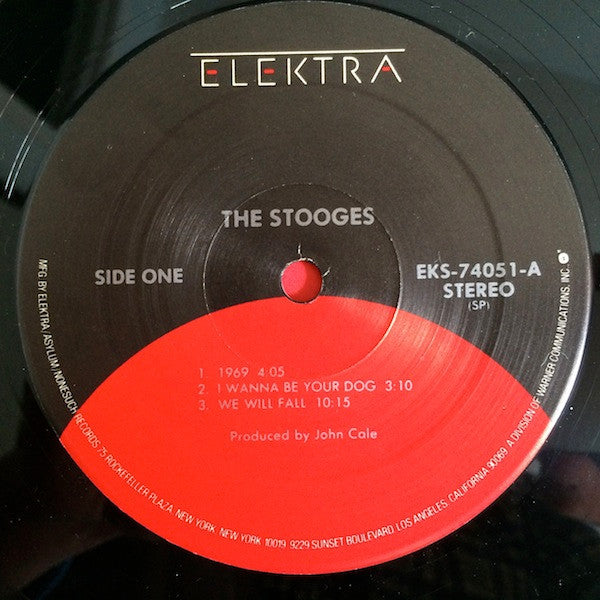 ELEKTRA
THE STOOGES
SIDE ONE
EKS-74051-A
STEREO
(SP)
1. 1969 4:05
2. I WANNA BE YOUR DOG 3:10
3. WE WILL FALL 10:15
Produced by John Cale
MFG BY ELEKTRA/ASYLUM/NONESUCH RECORDS, 75 ROCKEFELLER PLAZA, NEW YORK, NEW YORK 10019. 9229 SUNSET BOULEVARD, LOS ANGELES, CALIFORNIA 90069. A DIVISION OF WARNER COMMUNICATIONS, INC.